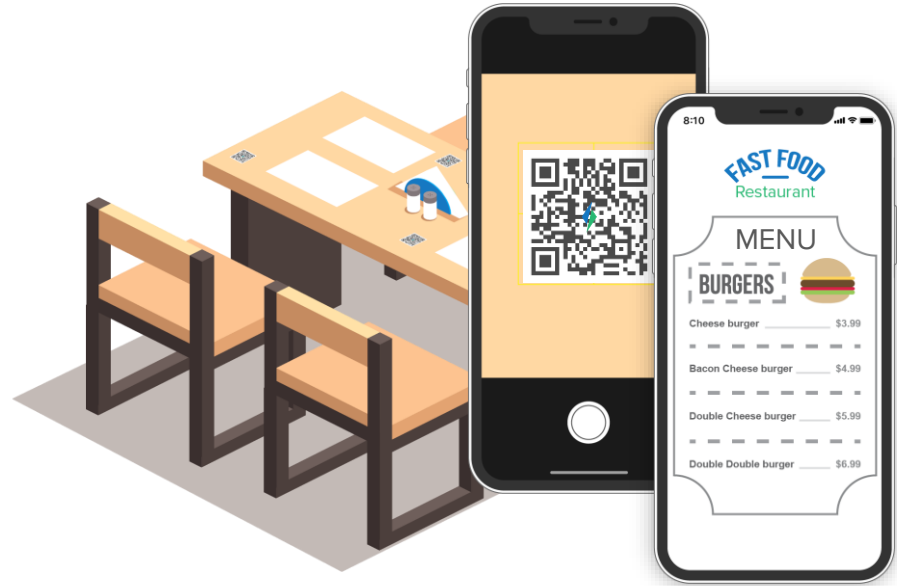 8:10
FAST FOOD
Restaurant
MENU
BURGERS
Cheese burger $3.99
Bacon Cheese burger $4.99
Double Cheese burger $5.99
Double Double burger $6.99